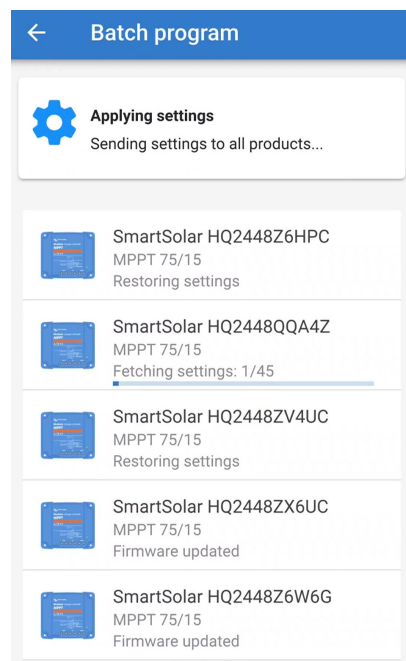 Batch program
Applying settings
Sending settings to all products...
SmartSolar HQ2448Z6HPC
MPPT 75/15
Restoring settings
SmartSolar HQ2448QQA4Z
MPPT 75/15
Fetching settings: 1/45
SmartSolar HQ2448ZV4UC
MPPT 75/15
Restoring settings
SmartSolar HQ2448ZX6UC
MPPT 75/15
Firmware updated
SmartSolar HQ2448Z6W6G
MPPT 75/15
Firmware updated